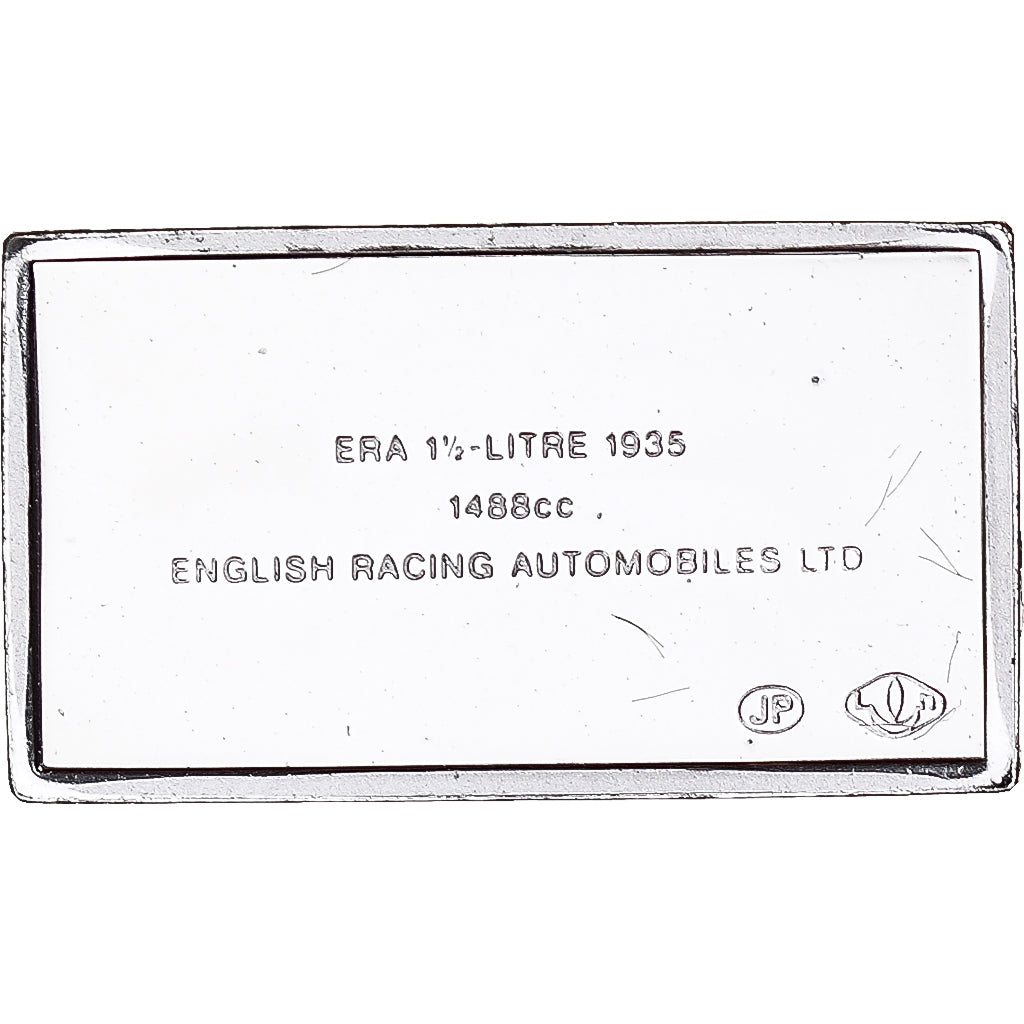 ERA 1½-LITRE 1935
1488cc
ENGLISH RACING AUTOMOBILES LTD
JP